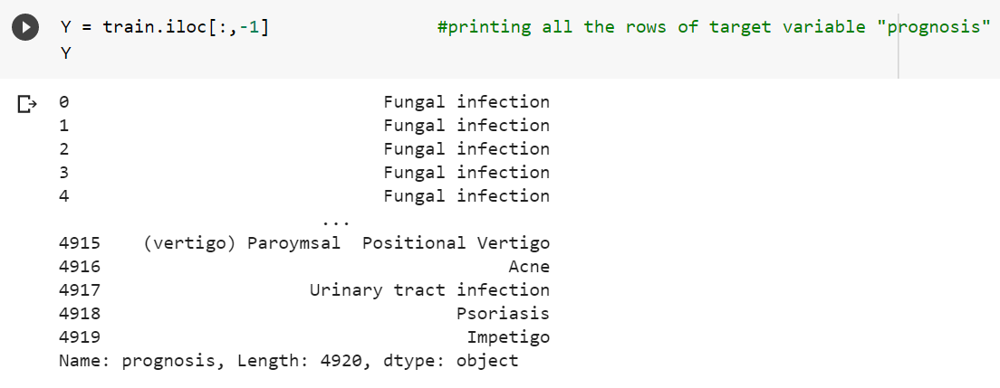 Y = train.iloc[:,-1]                #printing all the rows of target variable "prognosis"
Y
0                               Fungal infection
1                               Fungal infection
2                               Fungal infection
3                               Fungal infection
4                               Fungal infection
                         ...
4915    (vertigo) Paroymsal  Positional Vertigo
4916                                       Acne
4917                    Urinary tract infection
4918                                  Psoriasis
4919                                   Impetigo
Name: prognosis, Length: 4920, dtype: object